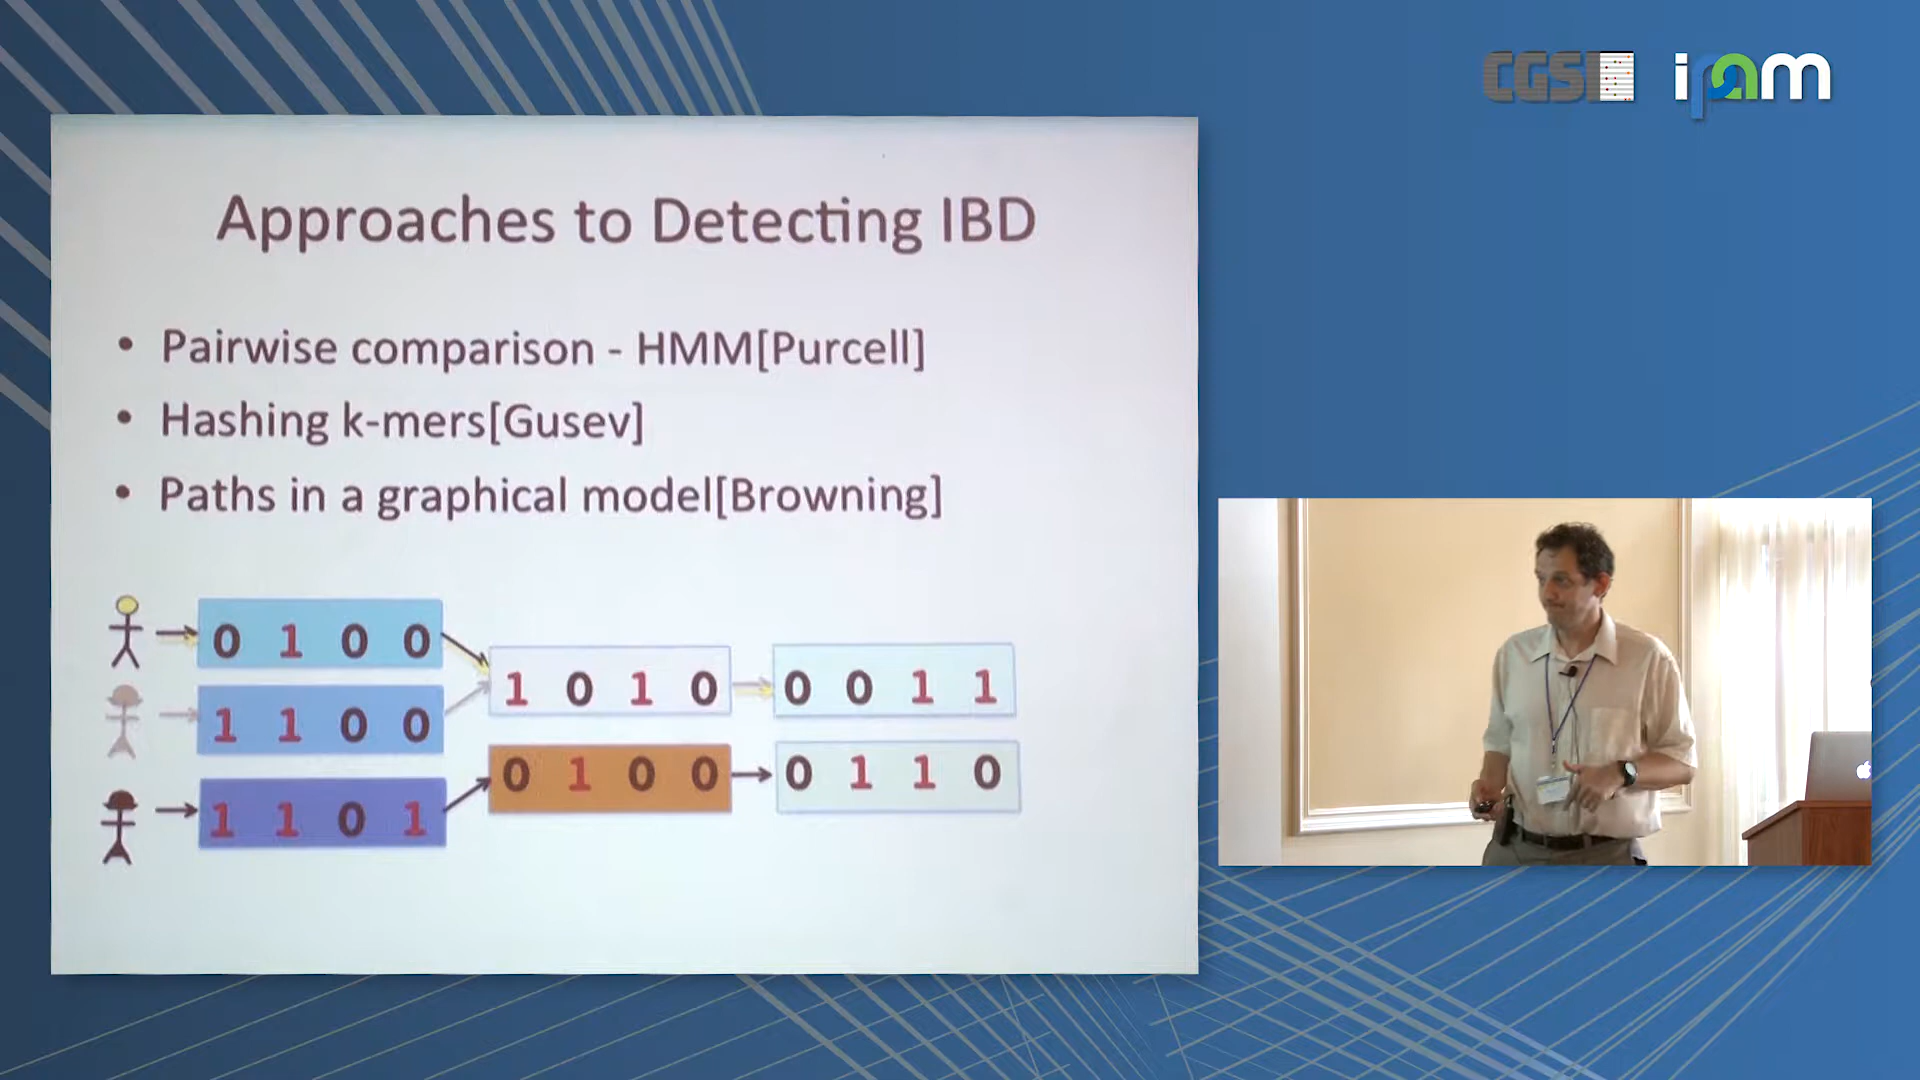 CGSI
ipam
Approaches to Detecting IBD
• Pairwise comparison - HMM[Purcell]
• Hashing k-mers[Gusev]
• Paths in a graphical model[Browning]
0 1 0 0
1 1 0 0
1 1 0 1
1 0 1 0
0 1 0 0
0 0 1 1
0 1 1 0